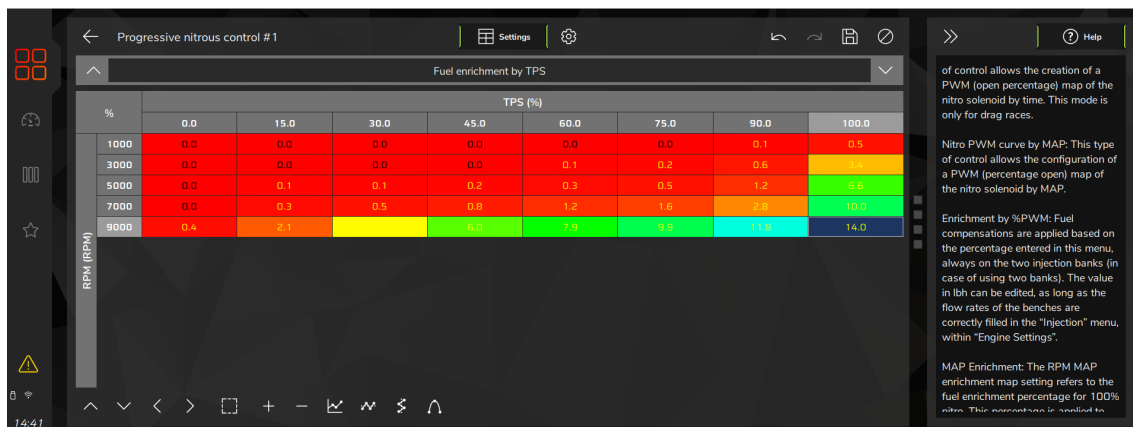 Progressive nitrous control #1
Settings
Help
Fuel enrichment by TPS
%
TPS (%)
0.0 15.0 30.0 45.0 60.0 75.0 90.0 100.0
RPM (RPM)
1000 0.0 0.0 0.0 0.0 0.0 0.0 0.1 0.5
3000 0.0 0.0 0.0 0.0 0.1 0.2 0.6 3.4
5000 0.0 0.1 0.1 0.2 0.3 0.5 1.2 6.6
7000 0.0 0.3 0.5 0.8 1.2 1.6 2.8 10.0
9000 0.4 2.1 6.0 7.9 9.9 11.8 14.0
14:41
of control allows the creation of a
PWM (open percentage) map of the
nitro solenoid by time. This mode is
only for drag races.
Nitro PWM curve by MAP: This type
of control allows the configuration of
a PWM (percentage open) map of
the nitro solenoid by MAP.
Enrichment by %PWM: Fuel
compensations are applied based on
the percentage entered in this menu,
always on the two injection banks (in
case of using two banks). The value
in lbh can be edited, as long as the
flow rates of the benches are
correctly filled in the “Injection” menu,
within “Engine Settings”.
MAP Enrichment: The RPM MAP
enrichment map setting refers to the
fuel enrichment percentage for 100%
nitro. This percentage is applied to